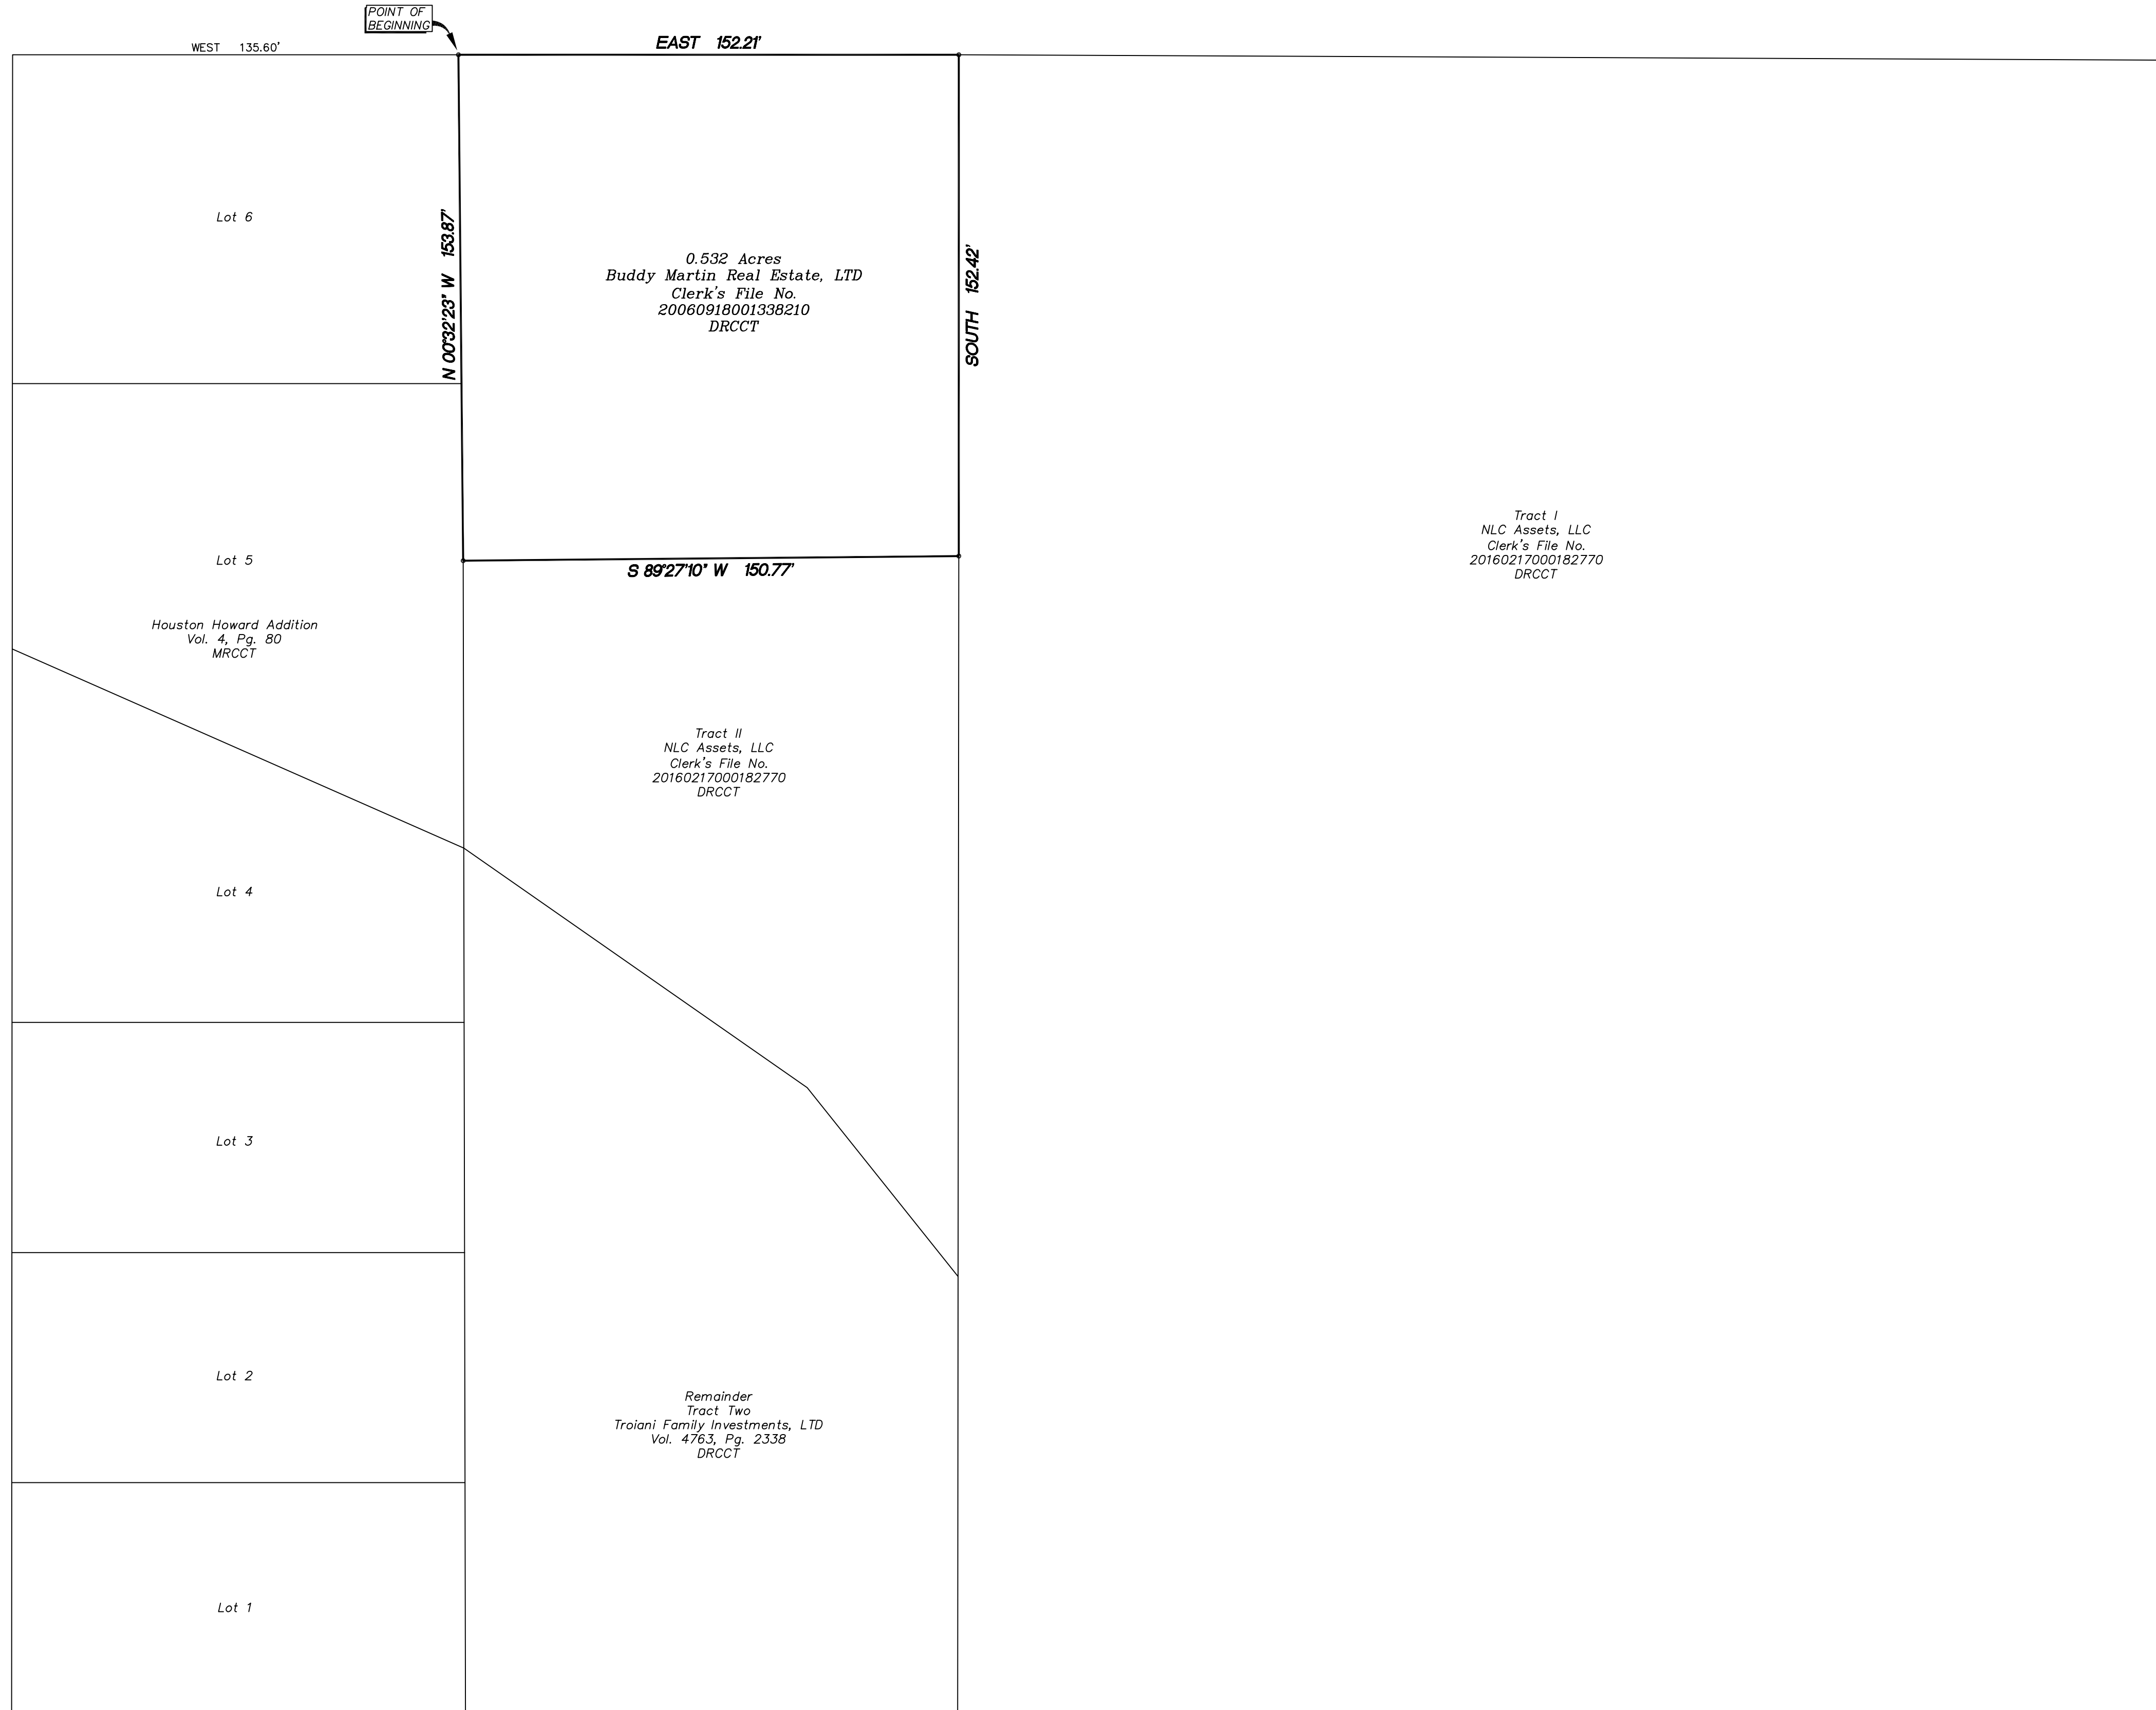 POINT OF
BEGINNING
WEST 135.60'
EAST 152.21'
Lot 6
N 00°32'23" W 153.87'
0.532 Acres
Buddy Martin Real Estate, LTD
Clerk's File No.
20060918001338210
DRCCT
SOUTH 152.42'
S 89°27'10" W 150.77'
Tract I
NLC Assets, LLC
Clerk's File No.
20160217000182770
DRCCT
Lot 5
Houston Howard Addition
Vol. 4, Pg. 80
MRCCT
Tract II
NLC Assets, LLC
Clerk's File No.
20160217000182770
DRCCT
Lot 4
Lot 3
Lot 2
Remainder
Tract Two
Troiani Family Investments, LTD
Vol. 4763, Pg. 2338
DRCCT
Lot 1